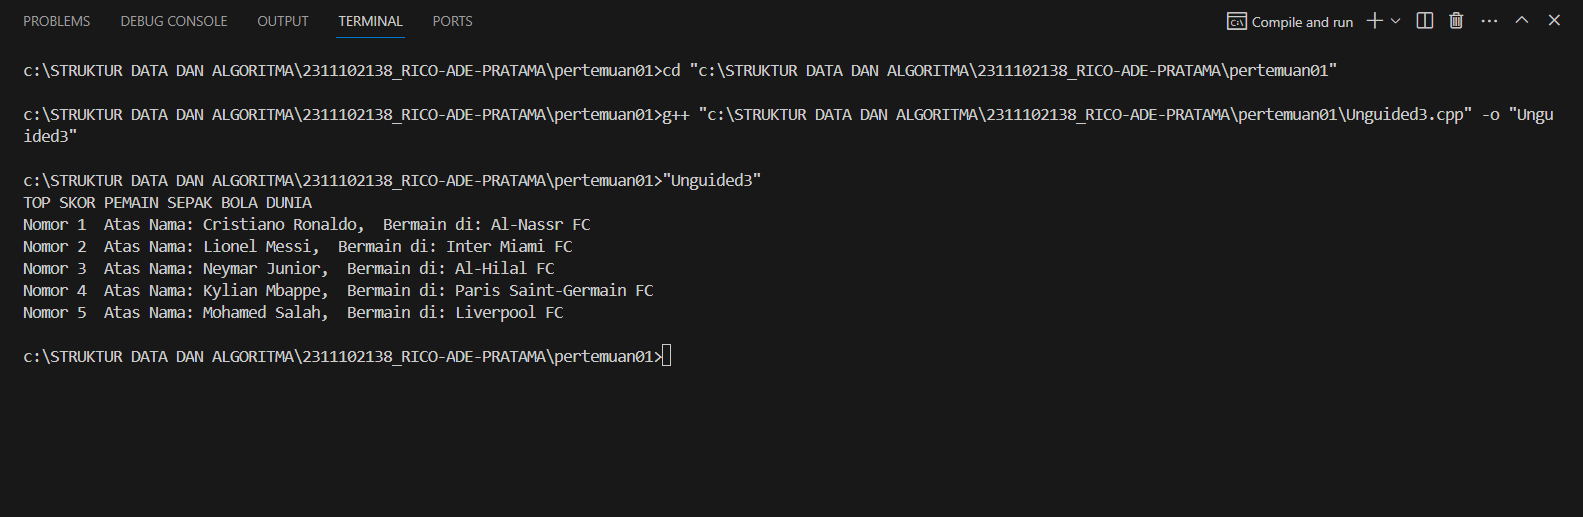 PROBLEMS DEBUG CONSOLE OUTPUT TERMINAL PORTS Compile and run
c:\STRUKTUR DATA DAN ALGORITMA\2311102138_RICO-ADE-PRATAMA\pertemuan01>cd "c:\STRUKTUR DATA DAN ALGORITMA\2311102138_RICO-ADE-PRATAMA\pertemuan01"
c:\STRUKTUR DATA DAN ALGORITMA\2311102138_RICO-ADE-PRATAMA\pertemuan01>g++ "c:\STRUKTUR DATA DAN ALGORITMA\2311102138_RICO-ADE-PRATAMA\pertemuan01\Unguided3.cpp" -o "Ungu
ided3"
c:\STRUKTUR DATA DAN ALGORITMA\2311102138_RICO-ADE-PRATAMA\pertemuan01>"Unguided3"
TOP SKOR PEMAIN SEPAK BOLA DUNIA
Nomor 1  Atas Nama: Cristiano Ronaldo,  Bermain di: Al-Nassr FC
Nomor 2  Atas Nama: Lionel Messi,  Bermain di: Inter Miami FC
Nomor 3  Atas Nama: Neymar Junior,  Bermain di: Al-Hilal FC
Nomor 4  Atas Nama: Kylian Mbappe,  Bermain di: Paris Saint-Germain FC
Nomor 5  Atas Nama: Mohamed Salah,  Bermain di: Liverpool FC
c:\STRUKTUR DATA DAN ALGORITMA\2311102138_RICO-ADE-PRATAMA\pertemuan01>